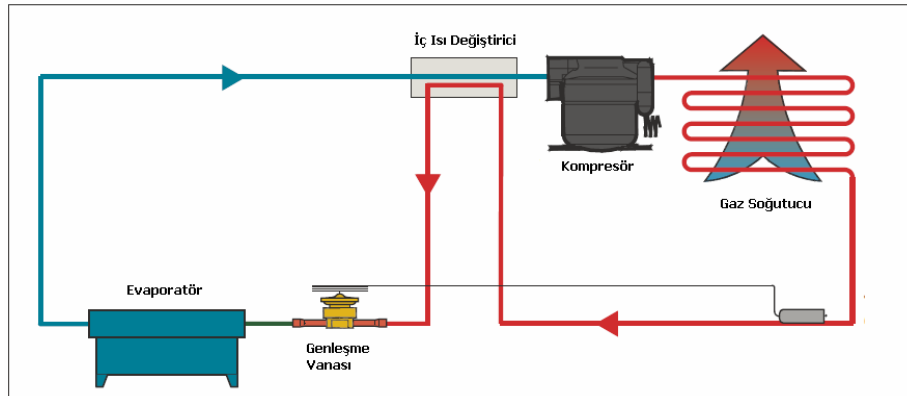 İç Isı Değiştirici
Kompresör
Gaz Soğutucu
Evaporatör
Genleşme
Vanası